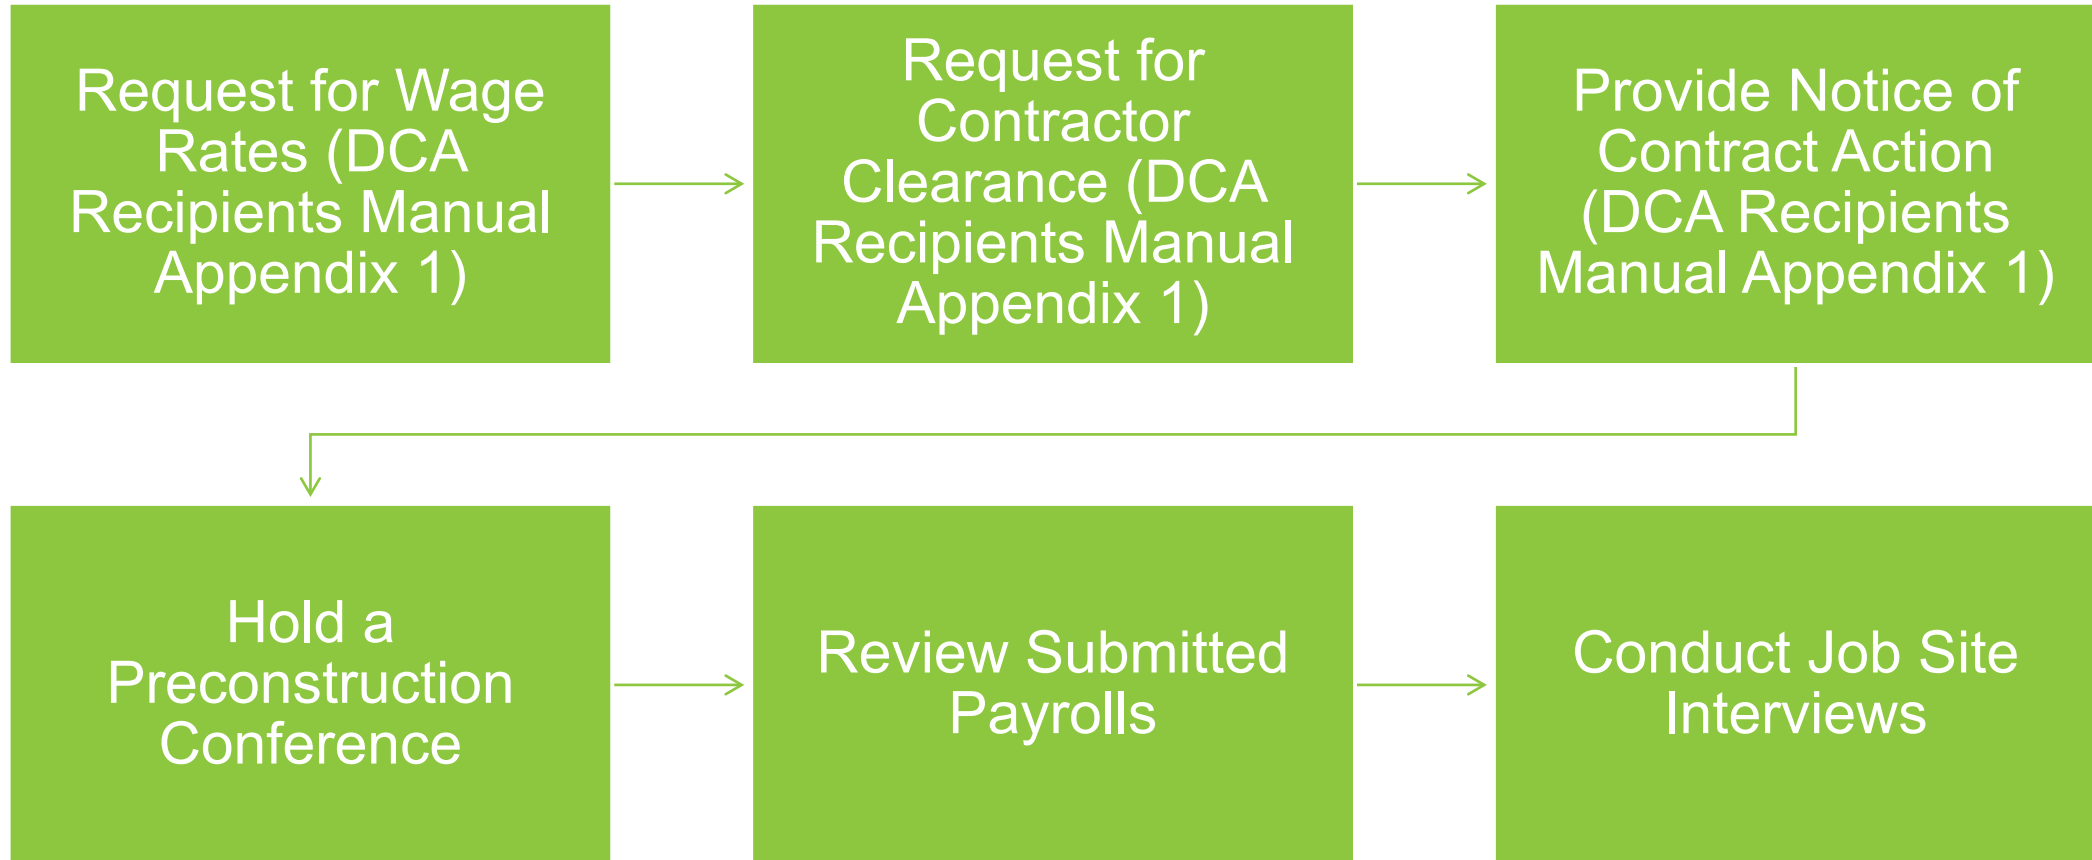 Request for Wage
Rates (DCA
Recipients Manual
Appendix 1)
Request for
Contractor
Clearance (DCA
Recipients Manual
Appendix 1)
Provide Notice of
Contract Action
(DCA Recipients
Manual Appendix 1)
Hold a
Preconstruction
Conference
Review Submitted
Payrolls
Conduct Job Site
Interviews